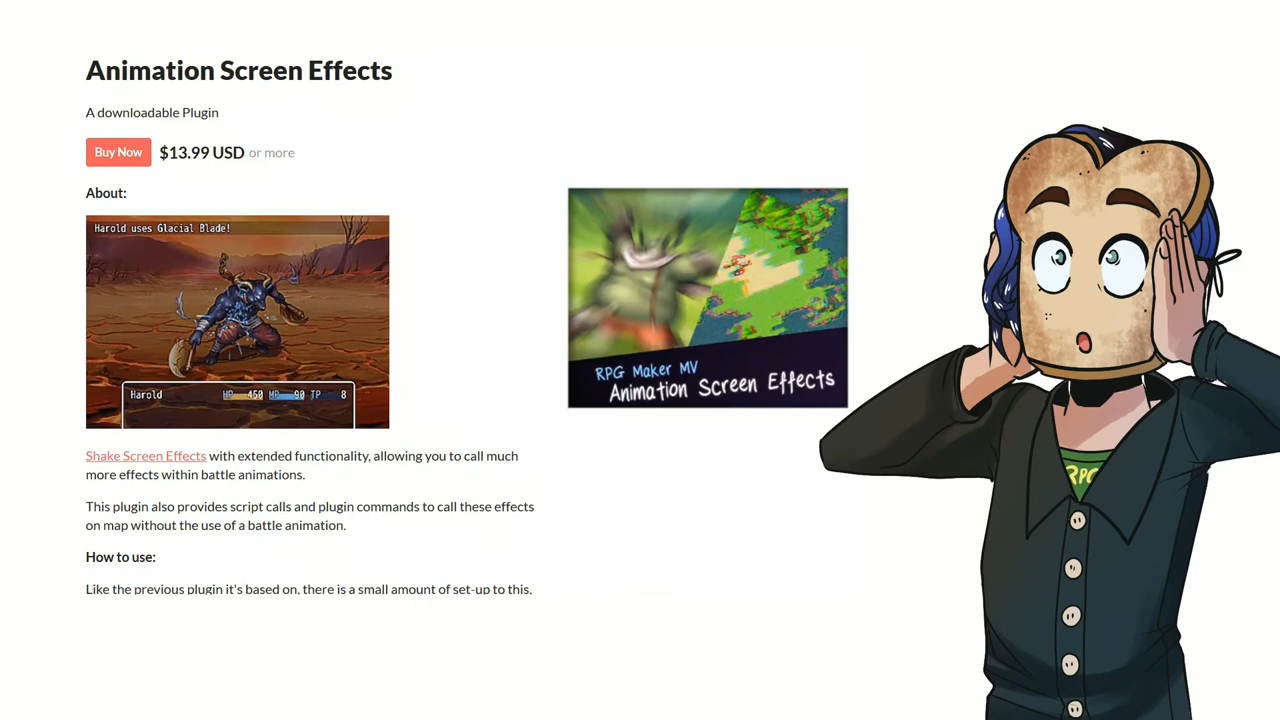 Animation Screen Effects
A downloadable Plugin
Buy Now $13.99 USD or more
About:
Harold uses Glacial Blade!
Harold HP 450 MP 90 TP 8
RPG Maker MV
Animation Screen Effects
Shake Screen Effects with extended functionality, allowing you to call much
more effects within battle animations.
This plugin also provides script calls and plugin commands to call these effects
on map without the use of a battle animation.
How to use:
Like the previous plugin it's based on, there is a small amount of set-up to this,
RPG